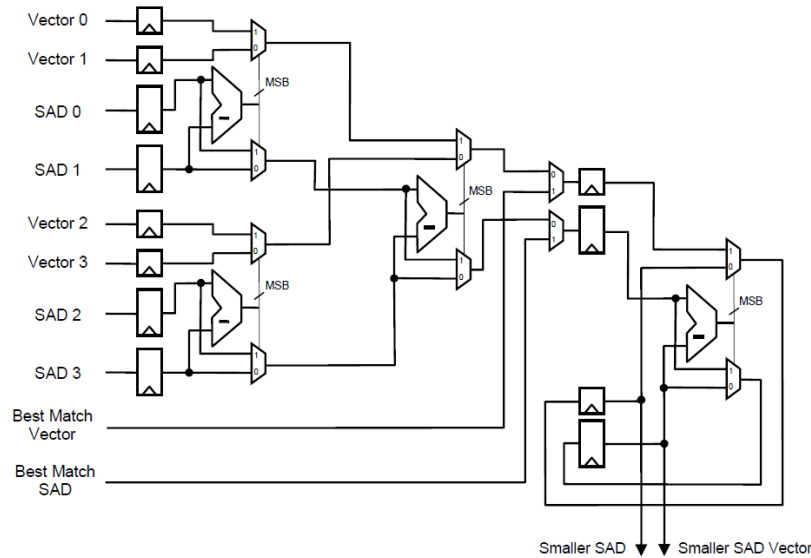 Vector 0
1
Vector 1
0
MSB
SAD 0
-
1
SAD 1
0
1
0
0
1
MSB
Vector 2
-
0
1
1
Vector 3
0
1
0
MSB
1
0
SAD 2
-
MSB
-
1
SAD 3
0
1
0
Best Match
Vector
Best Match
SAD
Smaller SAD
Smaller SAD Vector